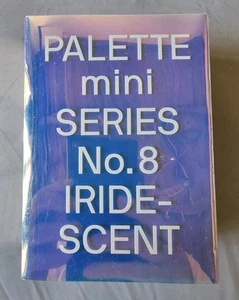 PALETTE
mini
SERIES
No.8
IRIDE-
SCENT